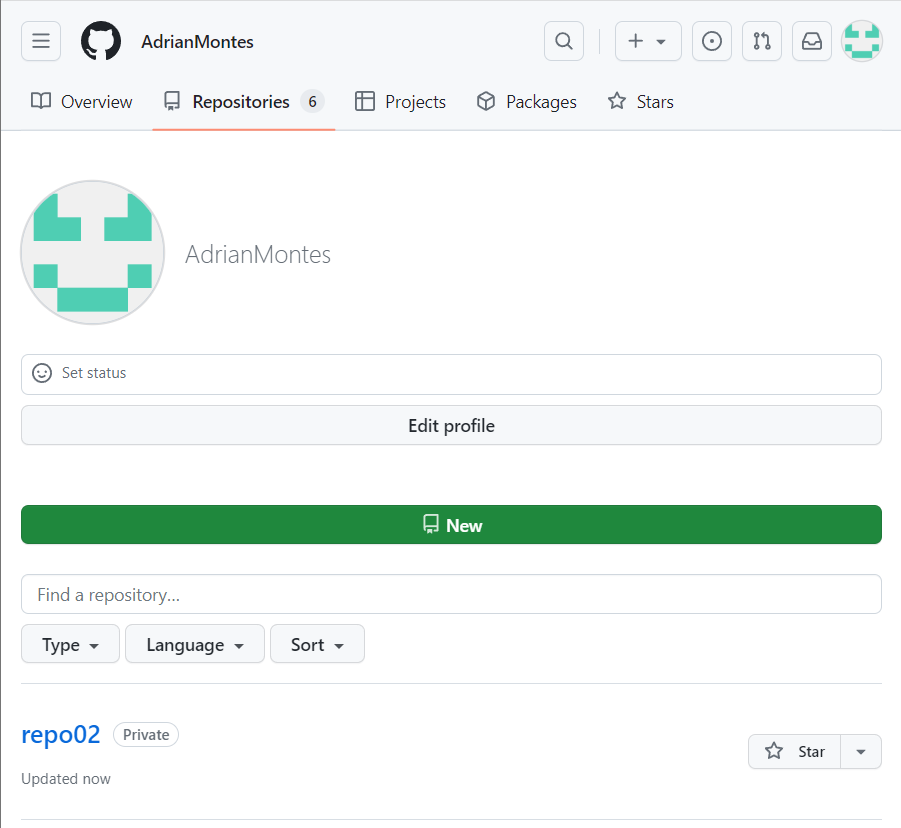 AdrianMontes
Overview Repositories 6 Projects Packages Stars
AdrianMontes
Set status
Edit profile
New
Find a repository...
Type Language Sort
repo02 Private
Star
Updated now